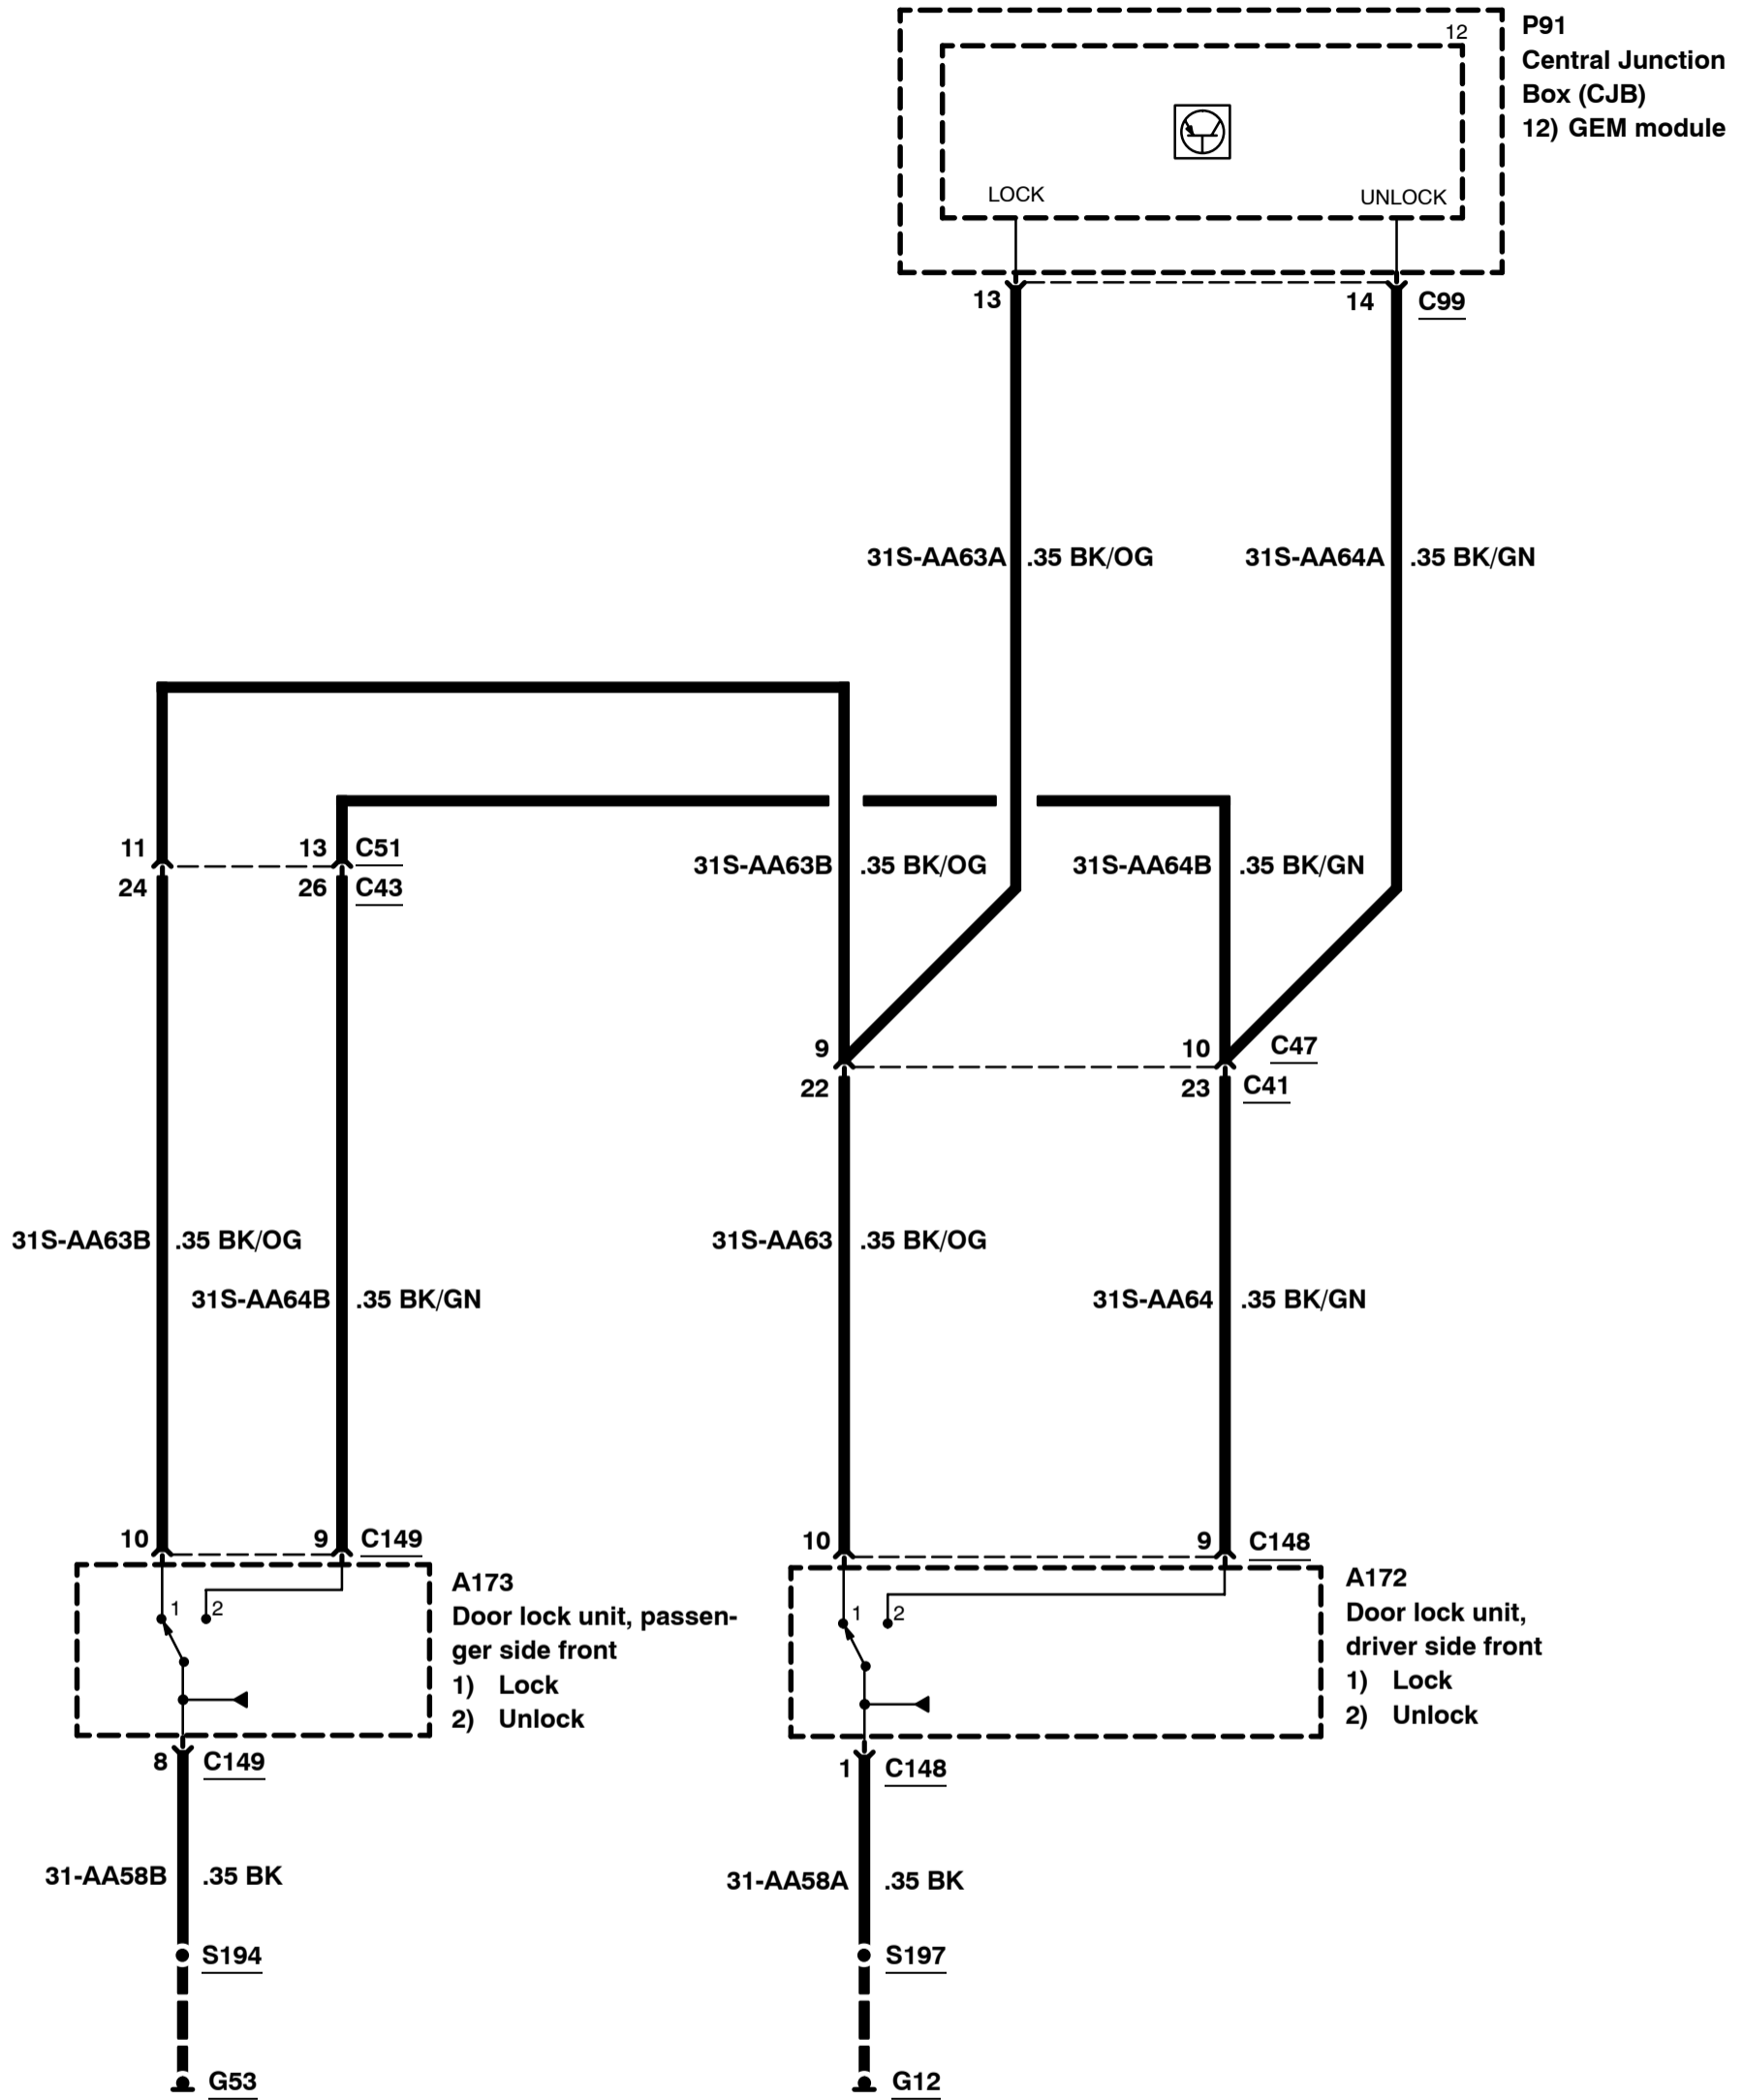 P91
Central Junction
Box (CJB)
12) GEM module
12
LOCK
UNLOCK
13
14
C99
31S-AA63A
.35 BK/OG
31S-AA64A
.35 BK/GN
11
13
C51
24
26
C43
31S-AA63B
.35 BK/OG
31S-AA64B
.35 BK/GN
9
10
C47
22
23
C41
31S-AA63B
.35 BK/OG
31S-AA63
.35 BK/OG
31S-AA64B
.35 BK/GN
31S-AA64
.35 BK/GN
10
9
C149
10
9
C148
1
2
A173
Door lock unit, passen-
ger side front
1) Lock
2) Unlock
1
2
A172
Door lock unit,
driver side front
1) Lock
2) Unlock
8
C149
1
C148
31-AA58B
.35 BK
31-AA58A
.35 BK
S194
S197
G53
G12